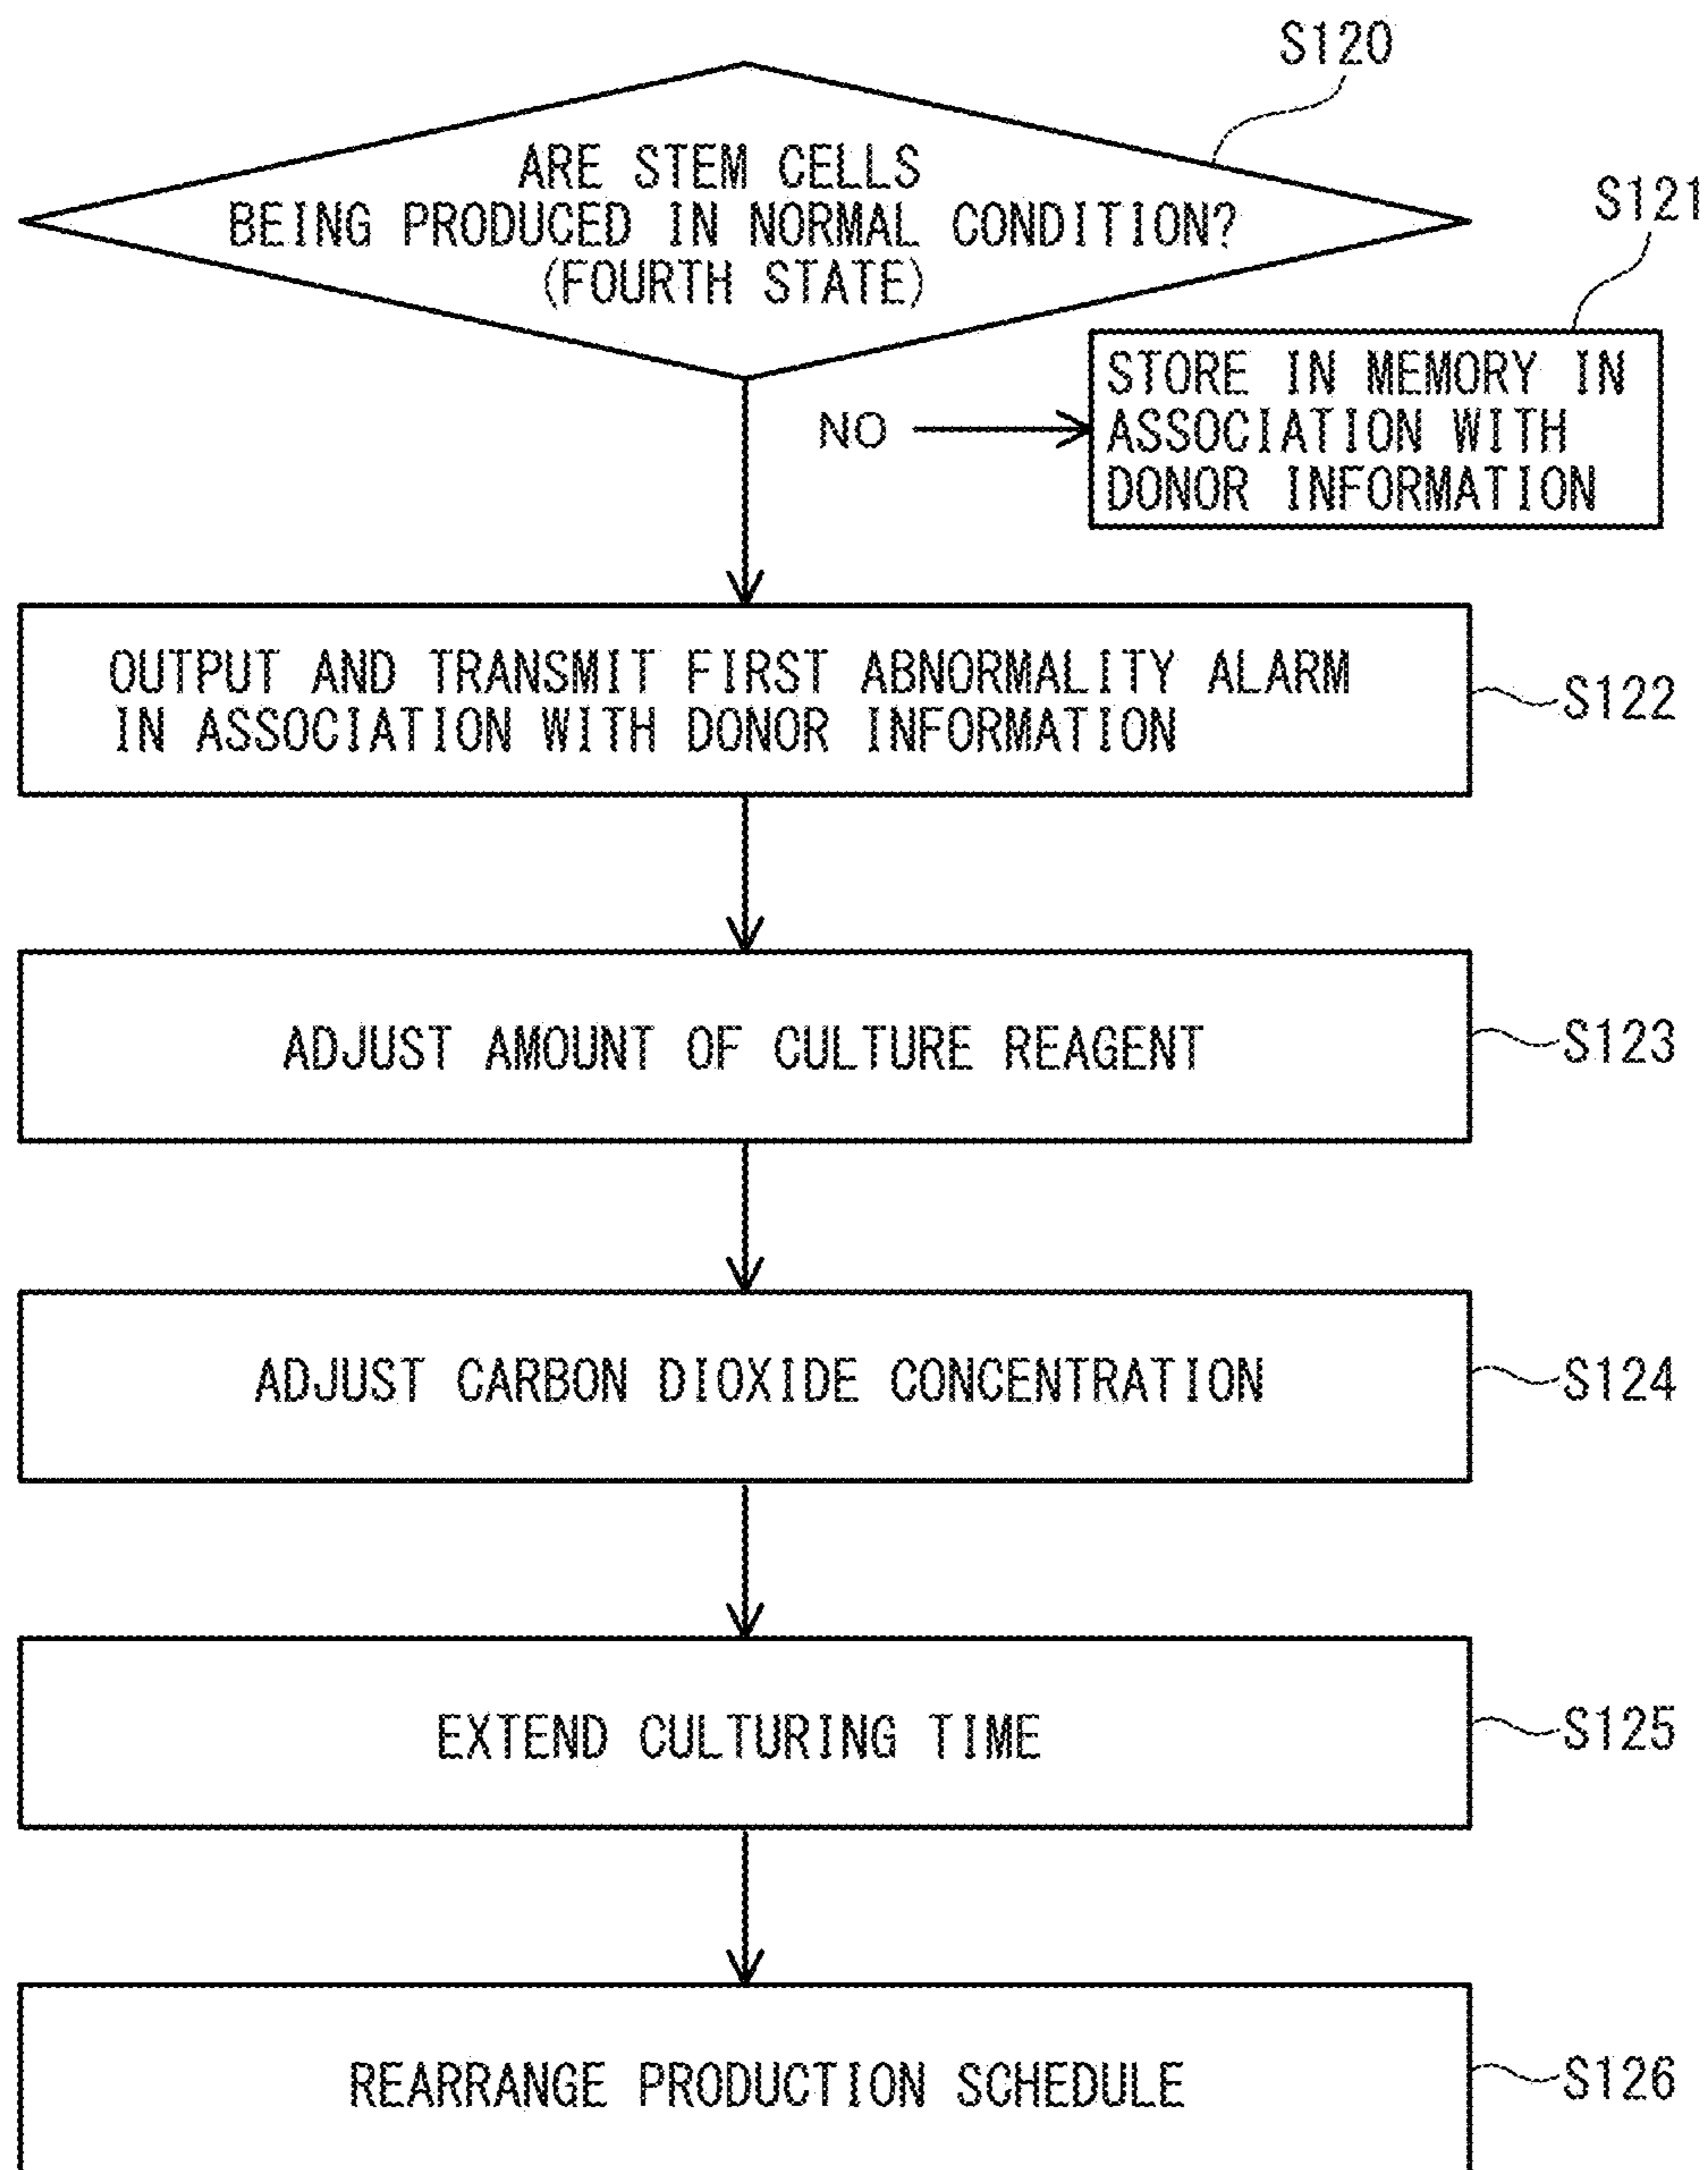 S120
ARE STEM CELLS
BEING PRODUCED IN NORMAL CONDITION?
(FOURTH STATE)
S121
NO
STORE IN MEMORY IN
ASSOCIATION WITH
DONOR INFORMATION
OUTPUT AND TRANSMIT FIRST ABNORMALITY ALARM
IN ASSOCIATION WITH DONOR INFORMATION
S122
ADJUST AMOUNT OF CULTURE REAGENT
S123
ADJUST CARBON DIOXIDE CONCENTRATION
S124
EXTEND CULTURING TIME
S125
REARRANGE PRODUCTION SCHEDULE
S126